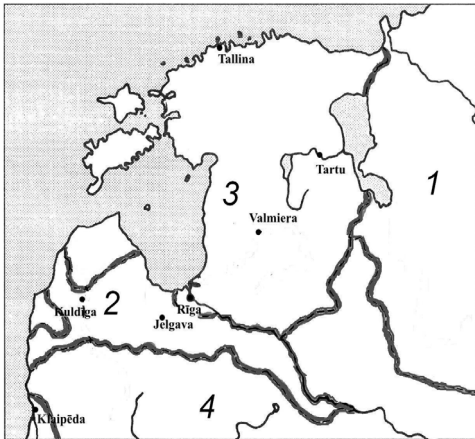 Tallina
Tartu
1
3
Valmiera
Kuldīga
2
Rīga
Jelgava
4
Klaipēda